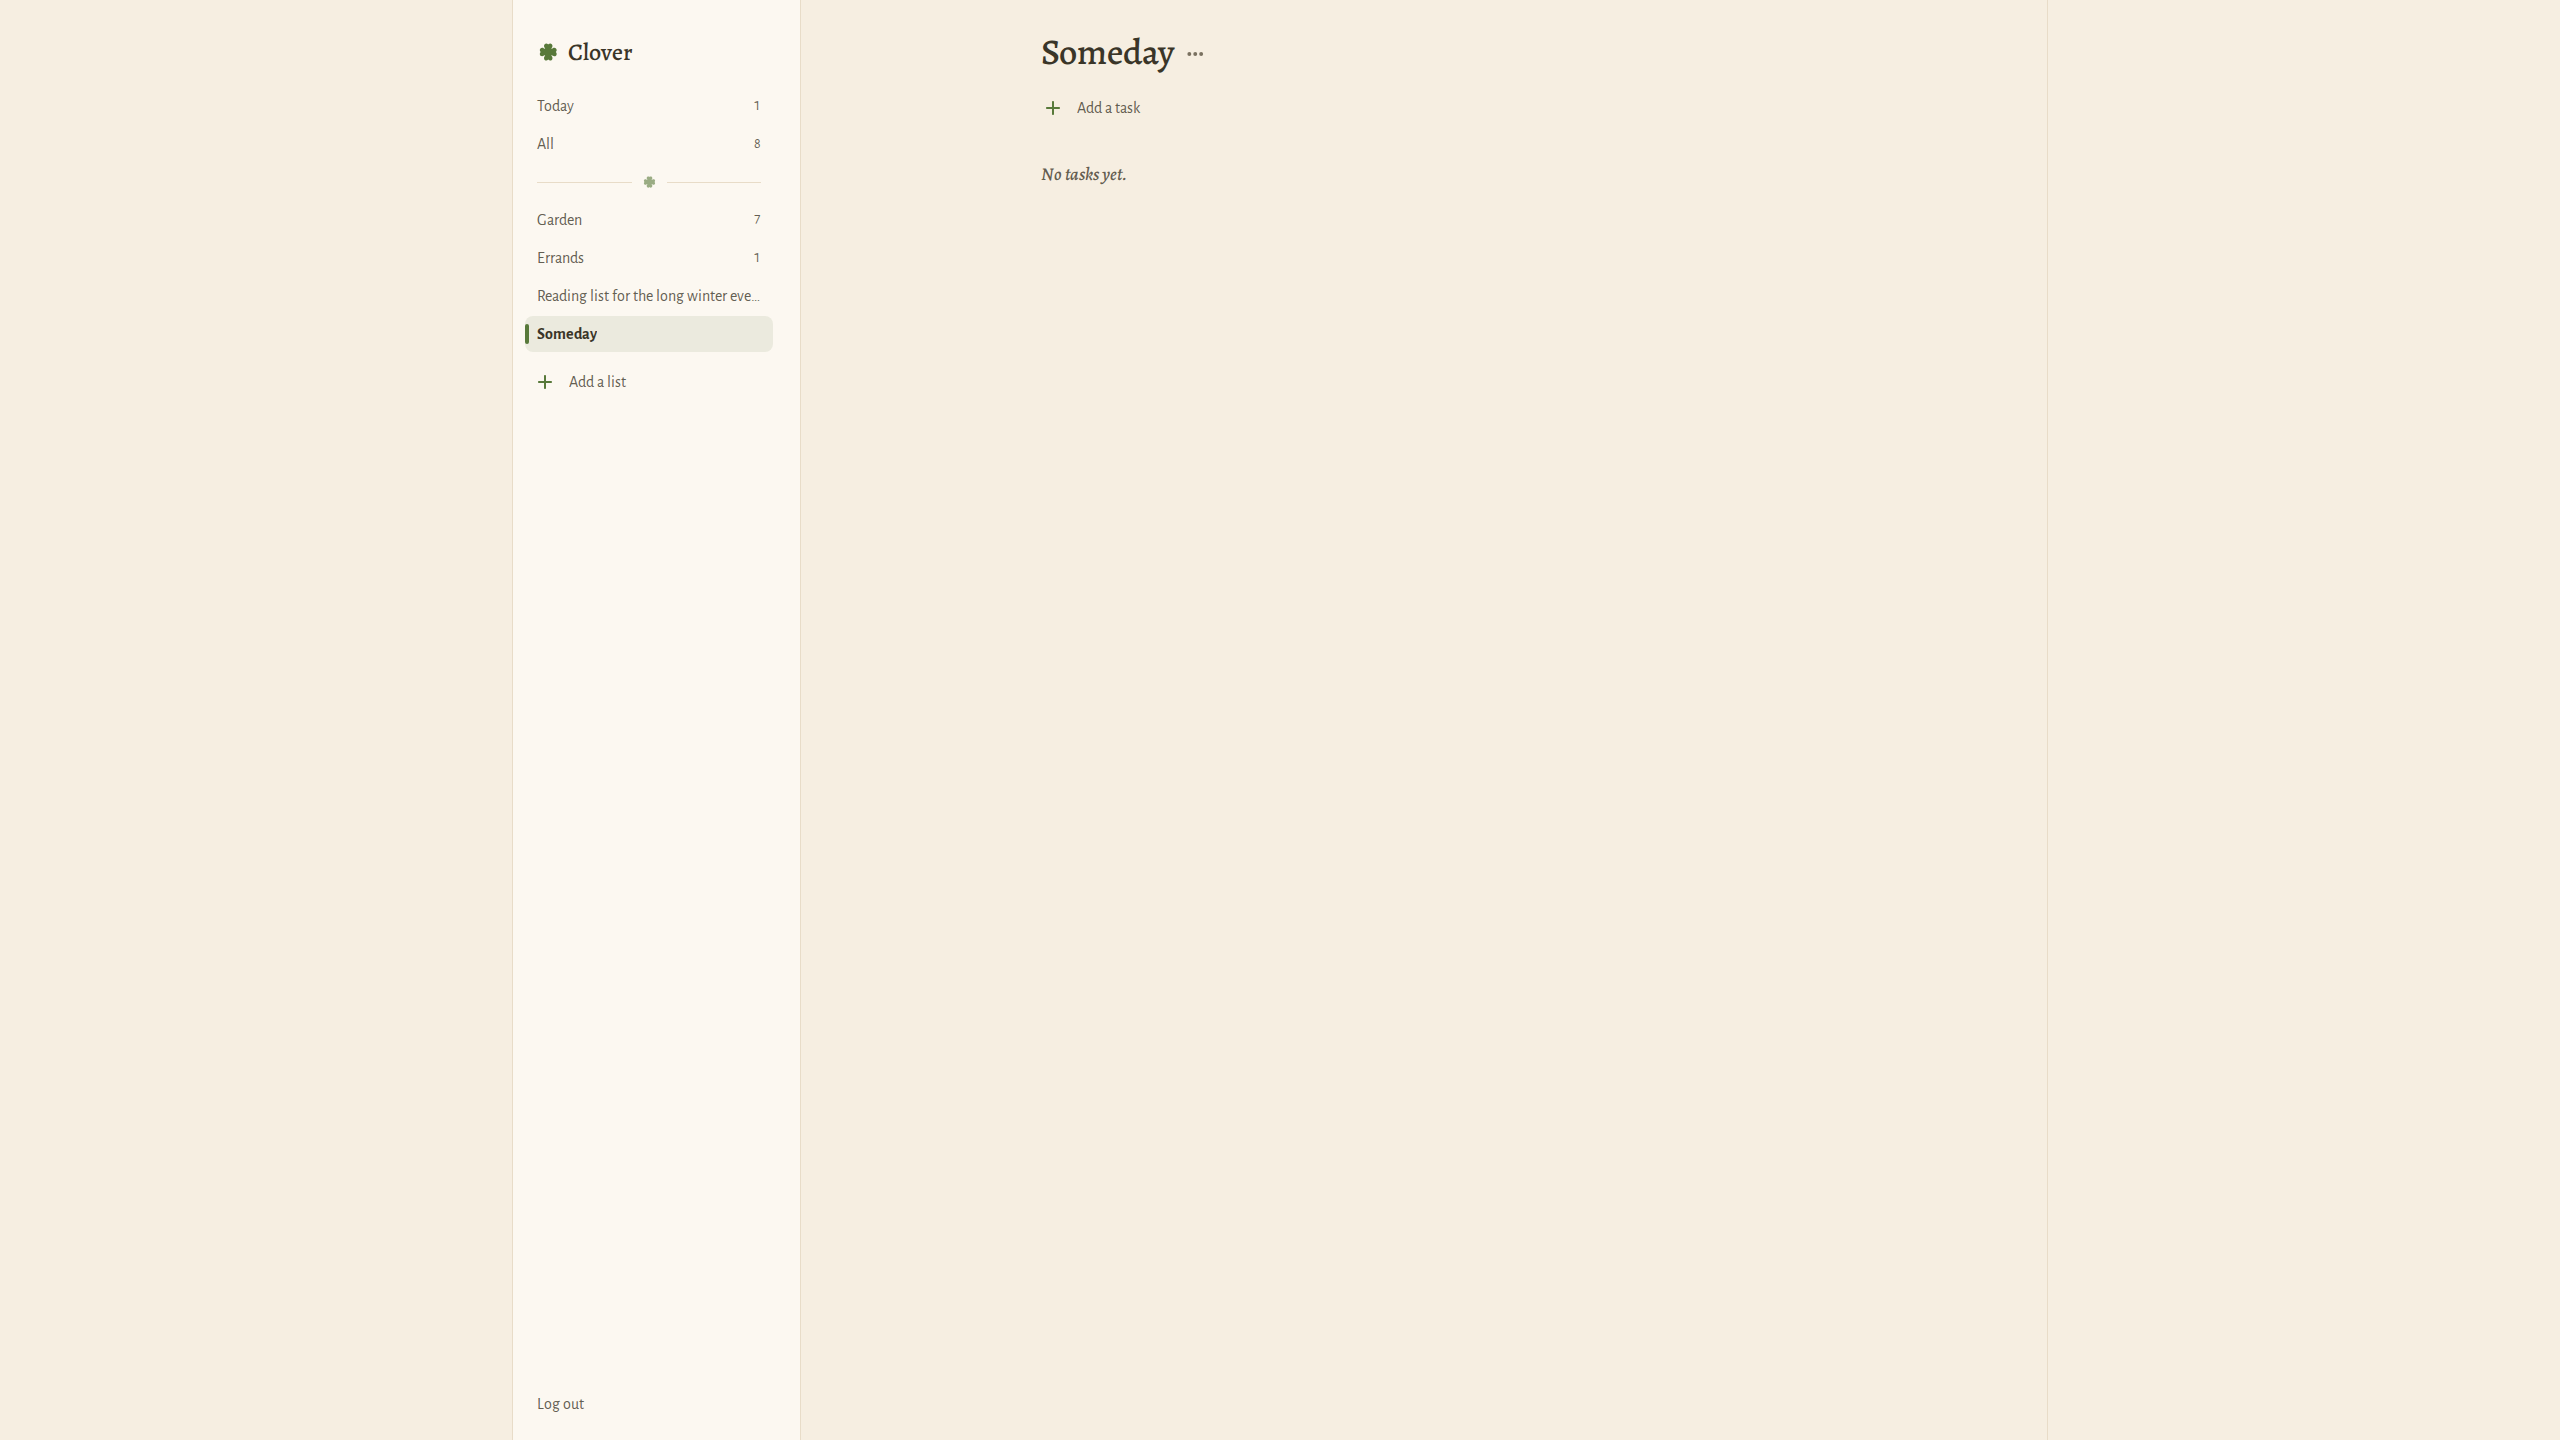 Clover
Today 1
All 8
Garden 7
Errands 1
Reading list for the long winter eve...
Someday
Add a list
Log out
Someday
Add a task
No tasks yet.